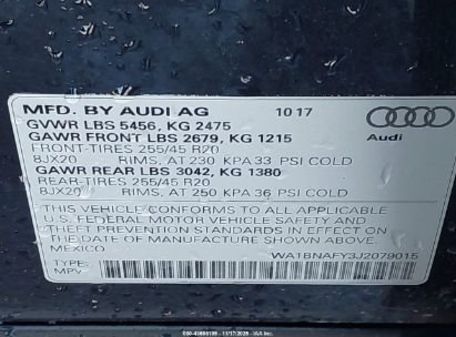 MFD. BY AUDI AG 10 17
GVWR LBS 5456, KG 2475
GAWR FRONT LBS 2679, KG 1215
FRONT-TIRES 255/45 R20
8JX20 RIMS, AT 230 KPA 33 PSI COLD
GAWR REAR LBS 3042, KG 1380
REAR-TIRES 255/45 R20
8JX20 RIMS, AT 250 KPA 36 PSI COLD
Audi
THIS VEHICLE CONFORMS TO ALL APPLICABLE
U.S. FEDERAL MOTOR VEHICLE SAFETY AND
THEFT PREVENTION STANDARDS IN EFFECT ON
DATE OF MANUFACTURE SHOWN ABOVE.
MEXICO
WA1BNAFY3J2079015
TYPE:
MPV